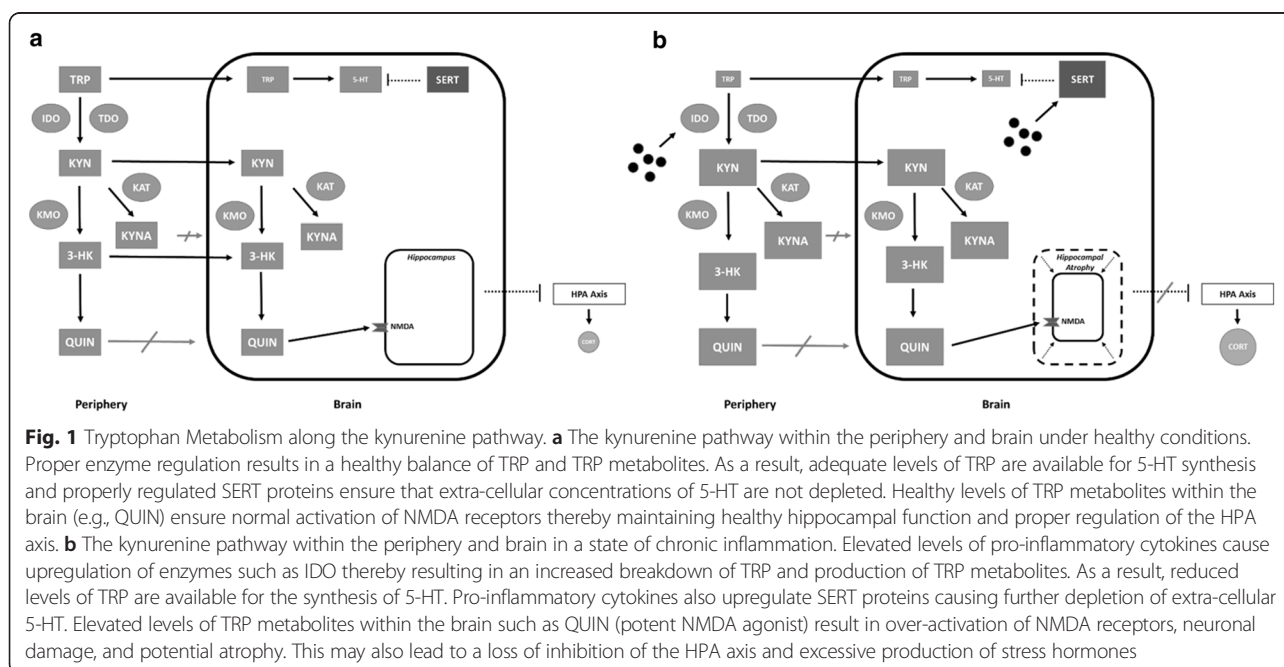 a
TRP
TRP
5-HT
SERT
IDO
TDO
KYN
KYN
KAT
KAT
KMO
KMO
KYNA
KYNA
3-HK
3-HK
Hippocampus
HPA Axis
NMDA
QUIN
QUIN
CORT
Periphery
Brain
b
TRP
TRP
5-HT
SERT
IDO
TDO
KYN
KYN
KAT
KAT
KMO
KMO
KYNA
KYNA
3-HK
3-HK
Hippocampal
Atrophy
HPA Axis
NMDA
QUIN
QUIN
CORT
Periphery
Brain
Fig. 1 Tryptophan Metabolism along the kynurenine pathway. a The kynurenine pathway within the periphery and brain under healthy conditions.
Proper enzyme regulation results in a healthy balance of TRP and TRP metabolites. As a result, adequate levels of TRP are available for 5-HT synthesis
and properly regulated SERT proteins ensure that extra-cellular concentrations of 5-HT are not depleted. Healthy levels of TRP metabolites within the
brain (e.g., QUIN) ensure normal activation of NMDA receptors thereby maintaining healthy hippocampal function and proper regulation of the HPA
axis. b The kynurenine pathway within the periphery and brain in a state of chronic inflammation. Elevated levels of pro-inflammatory cytokines cause
upregulation of enzymes such as IDO thereby resulting in an increased breakdown of TRP and production of TRP metabolites. As a result, reduced
levels of TRP are available for the synthesis of 5-HT. Pro-inflammatory cytokines also upregulate SERT proteins causing further depletion of extra-cellular
5-HT. Elevated levels of TRP metabolites within the brain such as QUIN (potent NMDA agonist) result in over-activation of NMDA receptors, neuronal
damage, and potential atrophy. This may also lead to a loss of inhibition of the HPA axis and excessive production of stress hormones